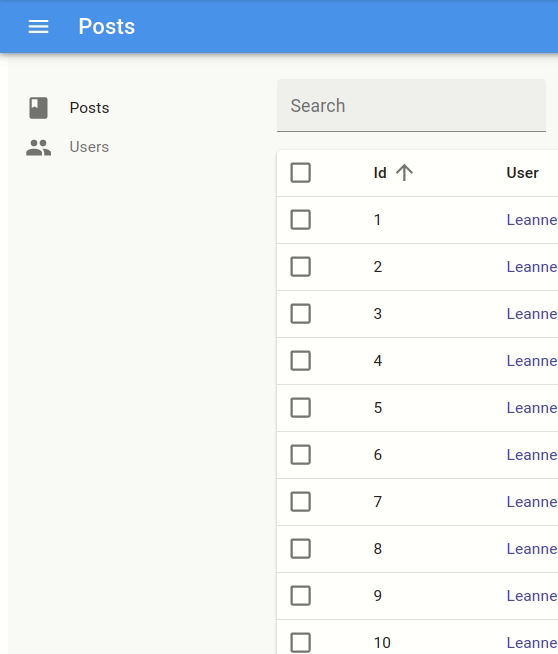 Posts
Posts
Users
Search
Id User
1 Leanne
2 Leanne
3 Leanne
4 Leanne
5 Leanne
6 Leanne
7 Leanne
8 Leanne
9 Leanne
10 Leanne